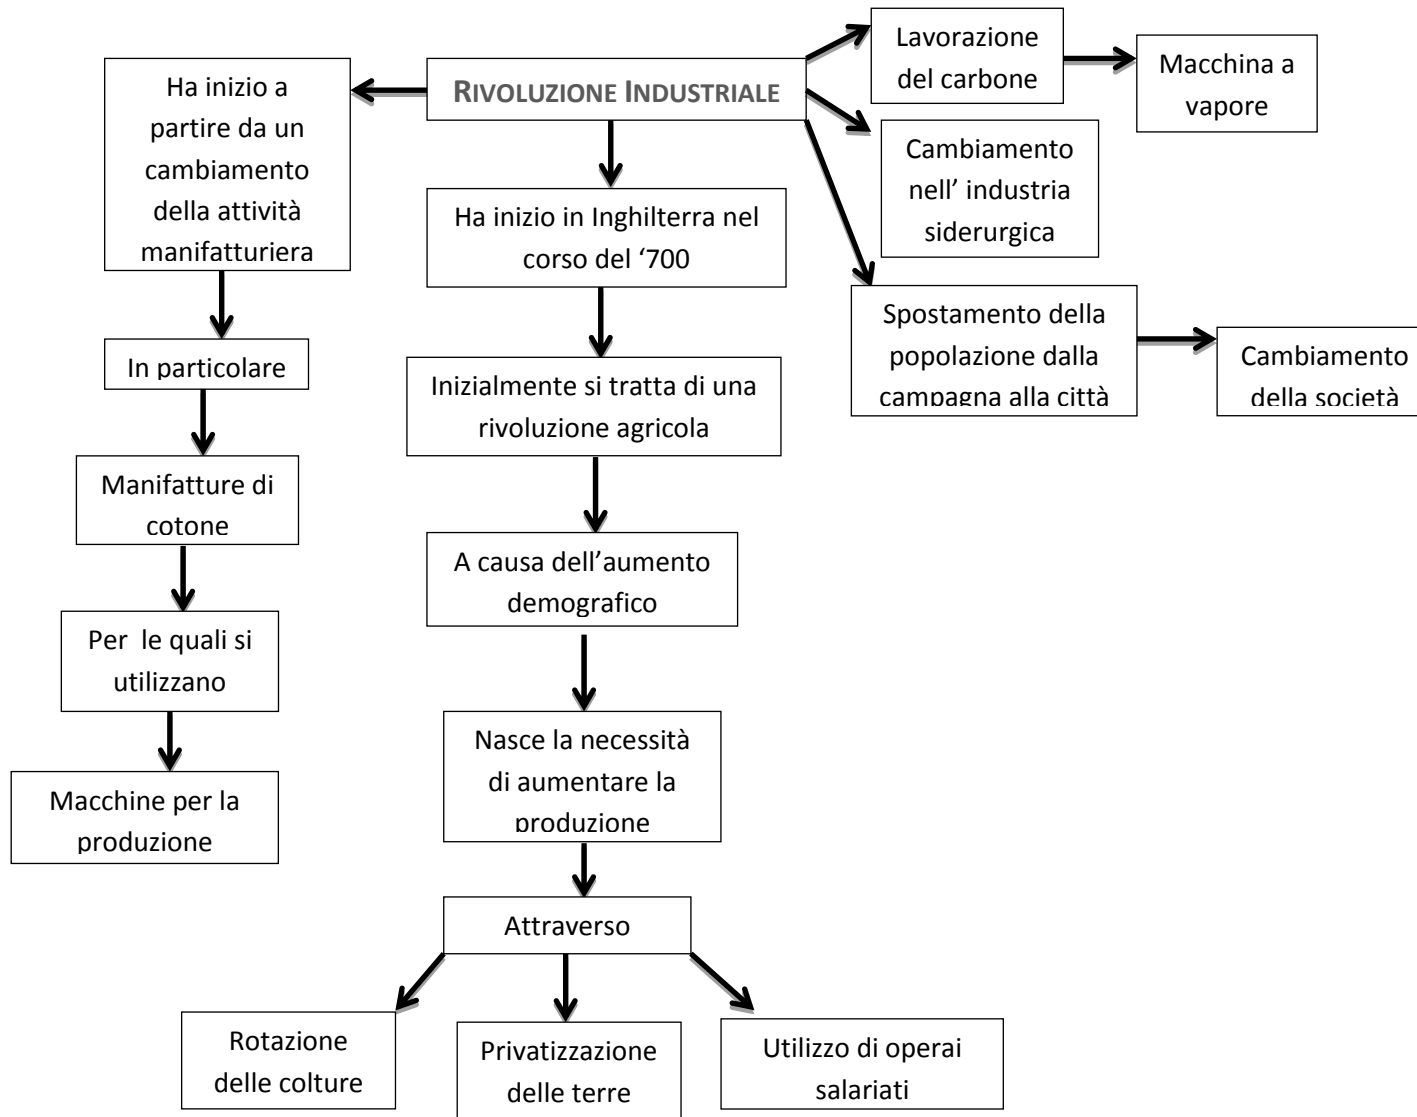 RIVOLUZIONE INDUSTRIALE
Ha inizio a
partire da un
cambiamento
della attività
manifatturiera
In particolare
Manifatture di
cotone
Per  le quali si
utilizzano
Macchine per la
produzione
Ha inizio in Inghilterra nel
corso del ‘700
Inizialmente si tratta di una
rivoluzione agricola
A causa dell’aumento
demografico
Nasce la necessità
di aumentare la
produzione
Attraverso
Rotazione
delle colture
Privatizzazione
delle terre
Utilizzo di operai
salariati
Lavorazione
del carbone
Macchina a
vapore
Cambiamento
nell’ industria
siderurgica
Spostamento della
popolazione dalla
campagna alla città
Cambiamento
della società